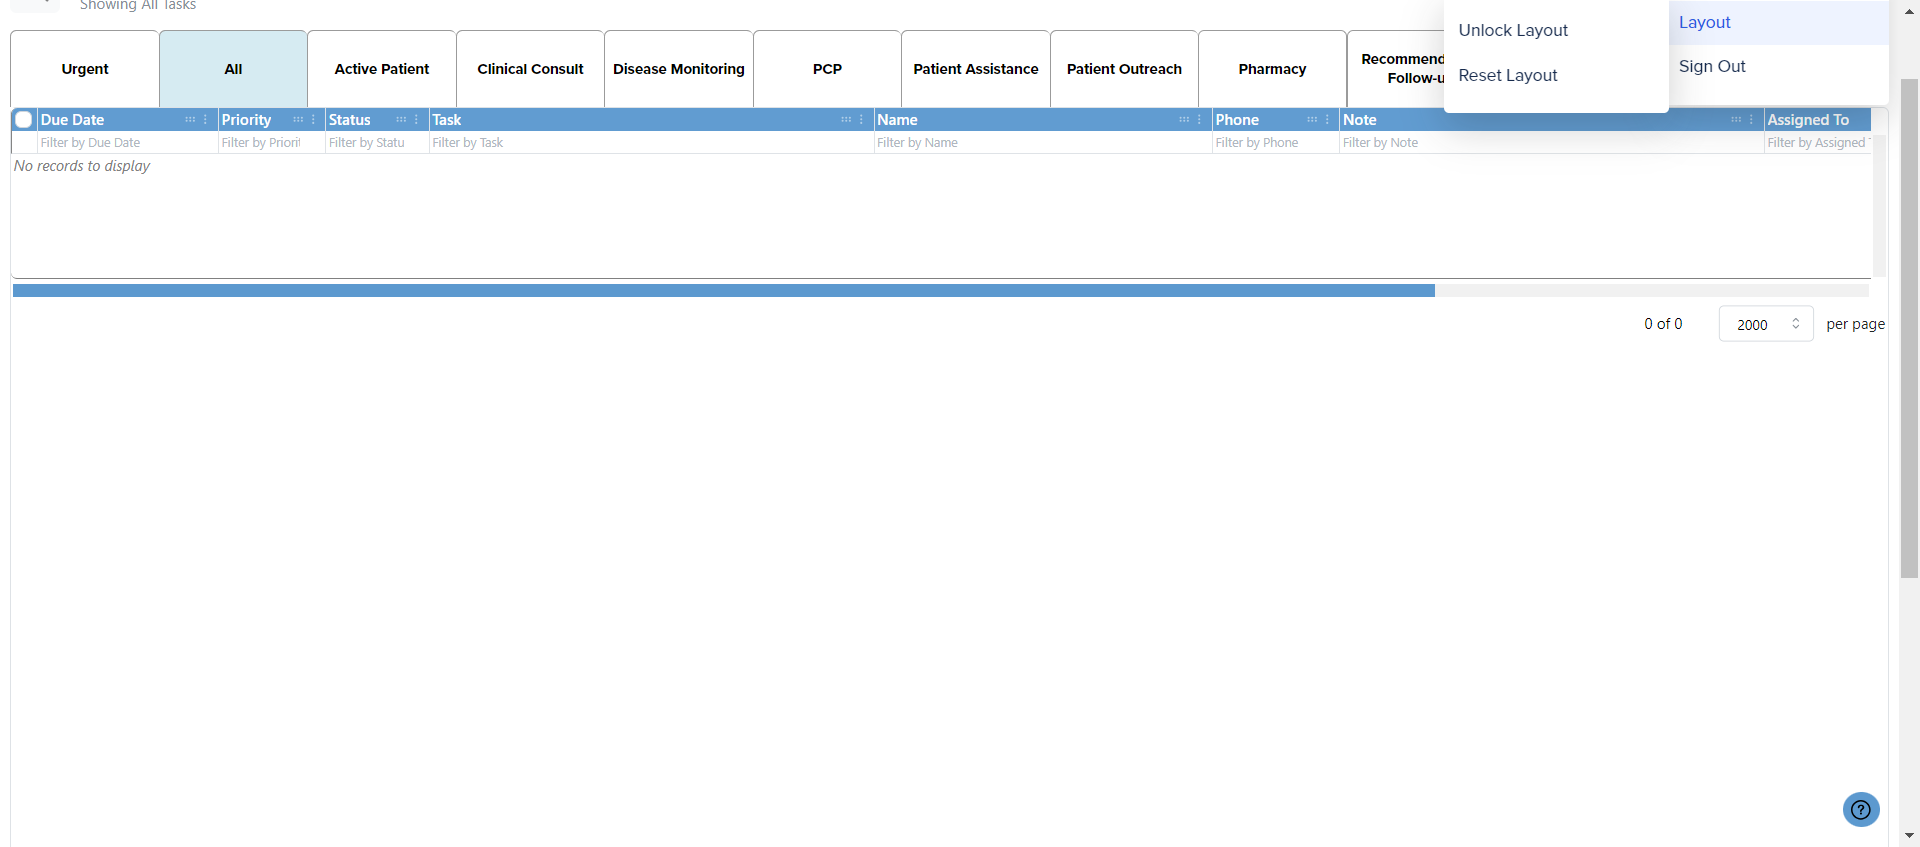 Showing All Tasks
Unlock Layout
Reset Layout
Layout
Sign Out
Urgent
All
Active Patient
Clinical Consult
Disease Monitoring
PCP
Patient Assistance
Patient Outreach
Pharmacy
Recommend
Follow-u
Due Date
Priority
Status
Task
Name
Phone
Note
Assigned To
Filter by Due Date
Filter by Priorit
Filter by Statu
Filter by Task
Filter by Name
Filter by Phone
Filter by Note
Filter by Assigned
No records to display
0 of 0
2000
per page
?